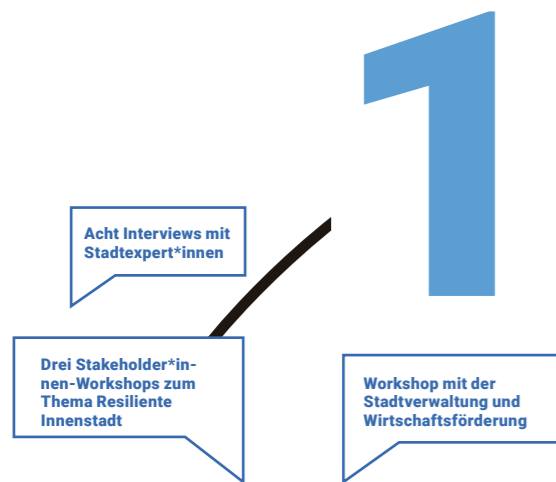 1
Acht Interviews mit
Stadtexpert*innen
Drei Stakeholder*in-
nen-Workshops zum
Thema Resiliente
Innenstadt
Workshop mit der
Stadtverwaltung und
Wirtschaftsförderung